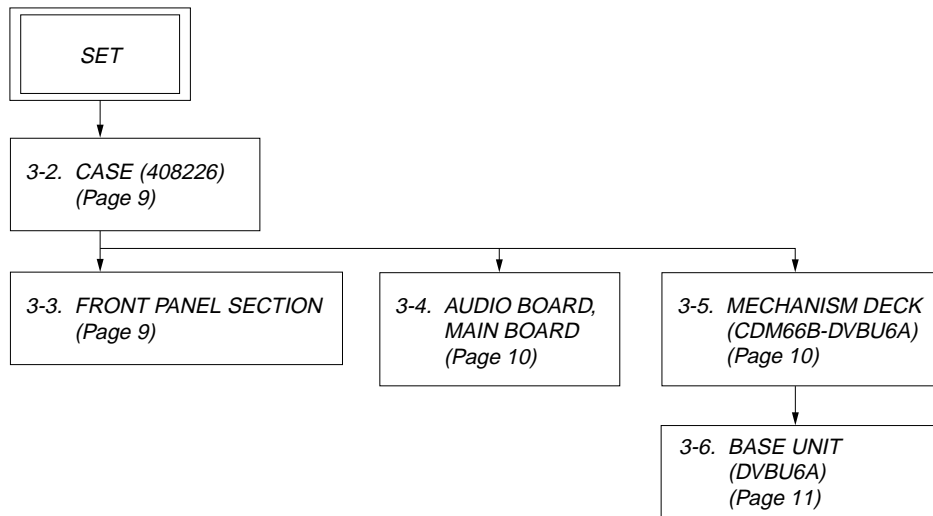 SET
3-2. CASE (408226)
(Page 9)
3-3. FRONT PANEL SECTION
(Page 9)
3-4. AUDIO BOARD,
MAIN BOARD
(Page 10)
3-5. MECHANISM DECK
(CDM66B-DVBU6A)
(Page 10)
3-6. BASE UNIT
(DVBU6A)
(Page 11)